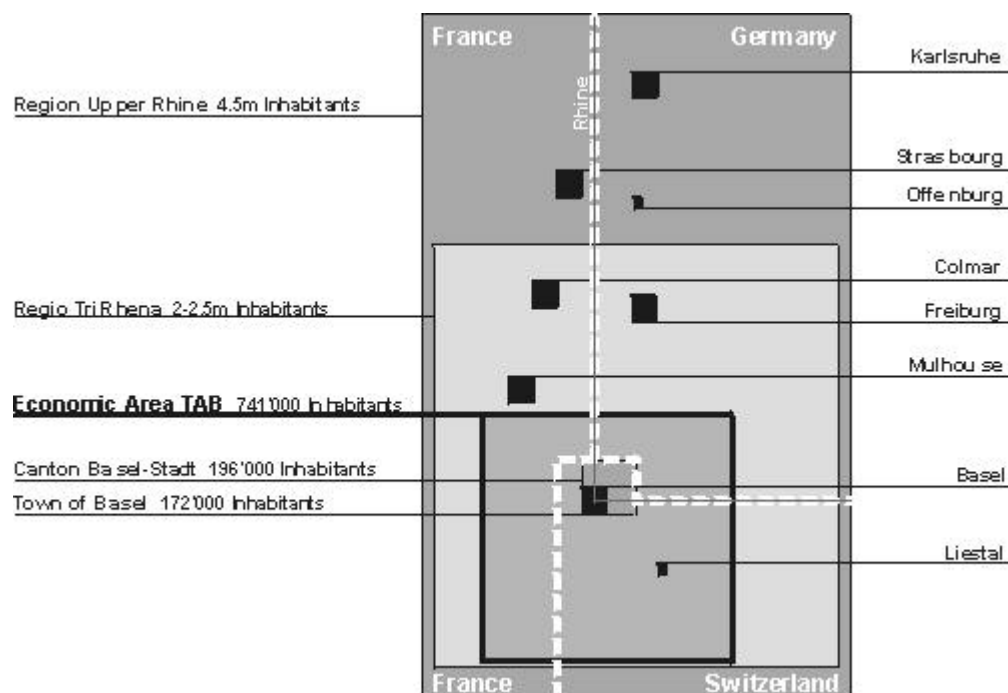 France Germany
Karlsruhe
Region Upper Rhine 4.5m Inhabitants
Rhine
Strasbourg
Offenburg
Colmar
Regio TriRhena 2-2.5m Inhabitants
Freiburg
Mulhouse
Economic Area TAB 741'000 Inhabitants
Canton Basel-Stadt 196'000 Inhabitants
Basel
Town of Basel 172'000 Inhabitants
Liestal
France Switzerland